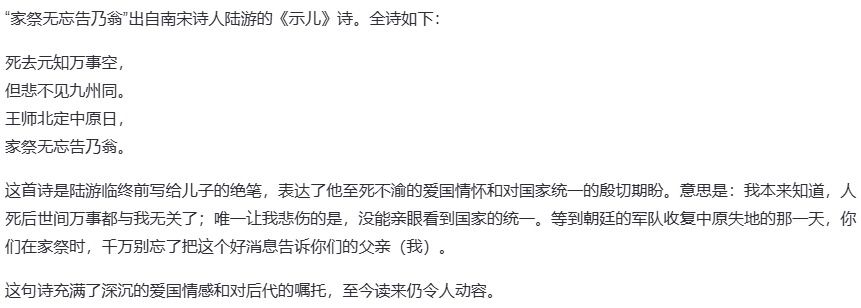 “家祭无忘告乃翁”出自南宋诗人陆游的《示儿》诗。全诗如下：
死去元知万事空，
但悲不见九州同。
王师北定中原日，
家祭无忘告乃翁。
这首诗是陆游临终前写给儿子的绝笔，表达了他至死不渝的爱国情怀和对国家统一的殷切期盼。意思是：我本来知道，人
死后世间万事都与我无关了；唯一让我悲伤的是，没能亲眼看到国家的统一。等到朝廷的军队收复中原失地的那一天，你
们在家祭时，千万别忘了把这个好消息告诉你们的父亲（我）。
这句诗充满了深沉的爱国情感和对后代的嘱托，至今读来仍令人动容。